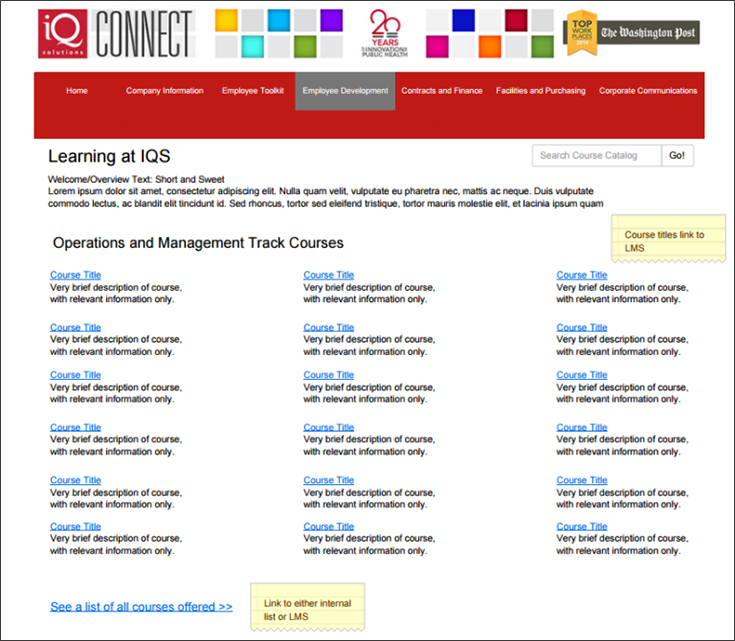 iQ solutions CONNECT
20 YEARS OF INNOVATION IN PUBLIC HEALTH
TOP WORK PLACES 2014
The Washington Post
Home Company Information Employee Toolkit Employee Development Contracts and Finance Facilities and Purchasing Corporate Communications
Learning at IQS
Search Course Catalog Go!
Welcome/Overview Text: Short and Sweet
Lorem ipsum dolor sit amet, consectetur adipiscing elit. Nulla quam velit, vulputate eu pharetra nec, mattis ac neque. Duis vulputate
commodo lectus, ac blandit elit tincidunt id. Sed rhoncus, tortor sed eleifend tristique, tortor mauris molestie elit, et lacinia ipsum quam
Course titles link to
LMS
Operations and Management Track Courses
Course Title Course Title Course Title
Very brief description of course, Very brief description of course, Very brief description of course,
with relevant information only. with relevant information only. with relevant information only.
Course Title Course Title Course Title
Very brief description of course, Very brief description of course, Very brief description of course,
with relevant information only. with relevant information only. with relevant information only.
Course Title Course Title Course Title
Very brief description of course, Very brief description of course, Very brief description of course,
with relevant information only. with relevant information only. with relevant information only.
Course Title Course Title Course Title
Very brief description of course, Very brief description of course, Very brief description of course,
with relevant information only. with relevant information only. with relevant information only.
Course Title Course Title Course Title
Very brief description of course, Very brief description of course, Very brief description of course,
with relevant information only. with relevant information only. with relevant information only.
Course Title Course Title Course Title
Very brief description of course, Very brief description of course, Very brief description of course,
with relevant information only. with relevant information only. with relevant information only.
See a list of all courses offered >>
Link to either internal
list or LMS